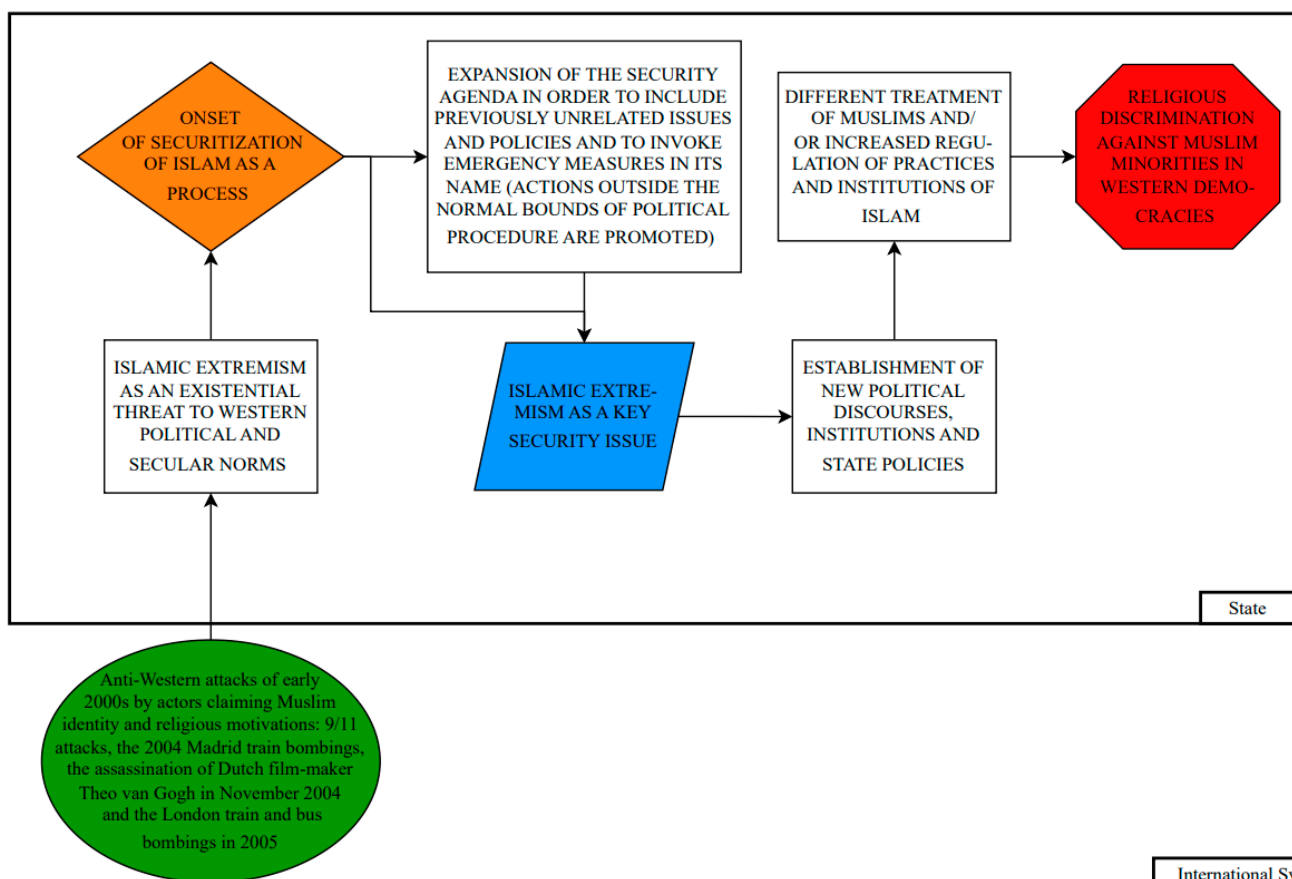 ONSET
OF SECURITIZATION
OF ISLAM AS A
PROCESS
EXPANSION OF THE SECURITY
AGENDA IN ORDER TO INCLUDE
PREVIOUSLY UNRELATED ISSUES
AND POLICIES AND TO INVOKE
EMERGENCY MEASURES IN ITS
NAME (ACTIONS OUTSIDE THE
NORMAL BOUNDS OF POLITICAL
PROCEDURE ARE PROMOTED)
DIFFERENT TREATMENT
OF MUSLIMS AND/
OR INCREASED REGU-
LATION OF PRACTICES
AND INSTITUTIONS OF
ISLAM
RELIGIOUS
DISCRIMINATION
AGAINST MUSLIM
MINORITIES IN
WESTERN DEMO-
CRACIES
ISLAMIC EXTREMISM
AS AN EXISTENTIAL
THREAT TO WESTERN
POLITICAL AND
SECULAR NORMS
ISLAMIC EXTRE-
MISM AS A KEY
SECURITY ISSUE
ESTABLISHMENT OF
NEW POLITICAL
DISCOURSES,
INSTITUTIONS AND
STATE POLICIES
State
Anti-Western attacks of early
2000s by actors claiming Muslim
identity and religious motivations: 9/11
attacks, the 2004 Madrid train bombings,
the assassination of Dutch film-maker
Theo van Gogh in November 2004
and the London train and bus
bombings in 2005
International